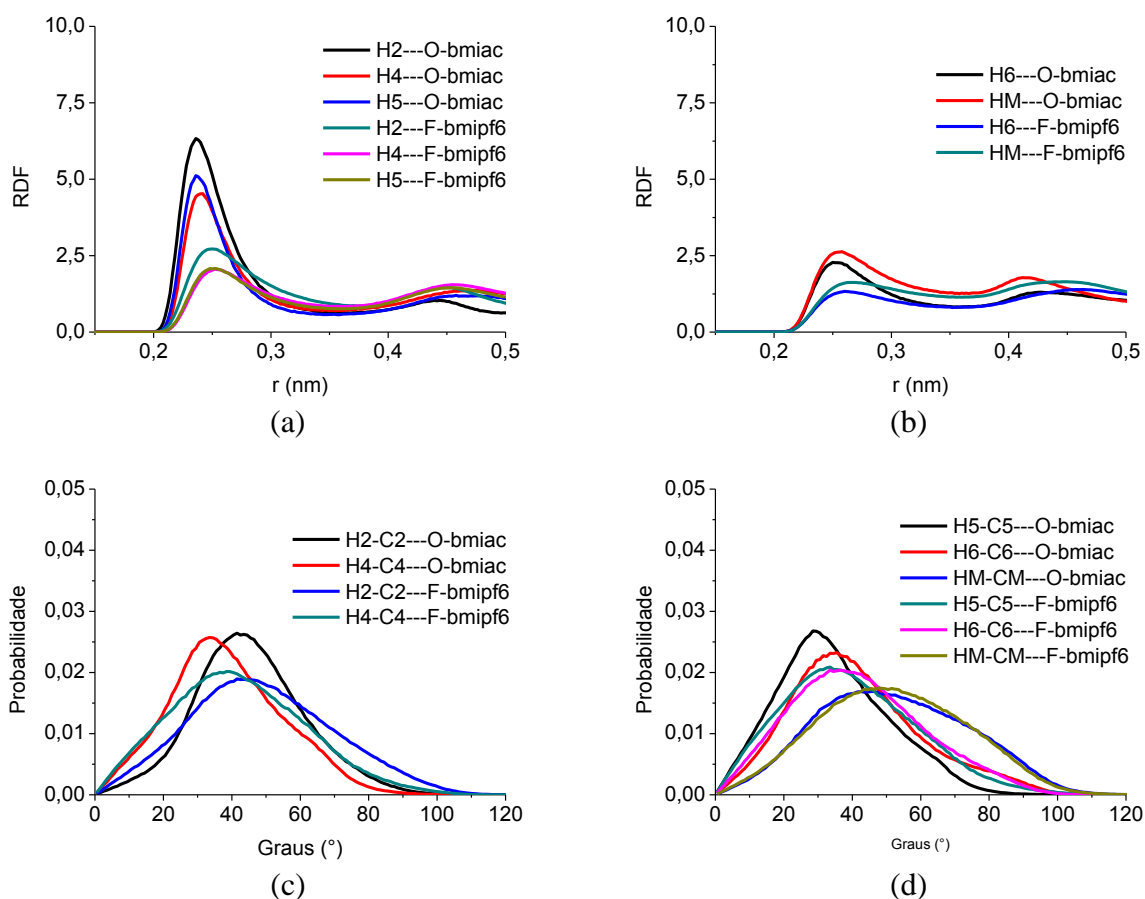 10,0
7,5
5,0
2,5
0,0
RDF
0,2
0,3
0,4
0,5
r (nm)
H2---O-bmiac
H4---O-bmiac
H5---O-bmiac
H2---F-bmipf6
H4---F-bmipf6
H5---F-bmipf6
(a)
10,0
7,5
5,0
2,5
0,0
RDF
0,2
0,3
0,4
0,5
r (nm)
H6---O-bmiac
HM---O-bmiac
H6---F-bmipf6
HM---F-bmipf6
(b)
0,05
0,04
0,03
0,02
0,01
0,00
Probabilidade
0
20
40
60
80
100
120
Graus (°)
H2-C2---O-bmiac
H4-C4---O-bmiac
H2-C2---F-bmipf6
H4-C4---F-bmipf6
(c)
0,05
0,04
0,03
0,02
0,01
0,00
Probabilidade
0
20
40
60
80
100
120
Graus (°)
H5-C5---O-bmiac
H6-C6---O-bmiac
HM-CM---O-bmiac
H5-C5---F-bmipf6
H6-C6---F-bmipf6
HM-CM---F-bmipf6
(d)